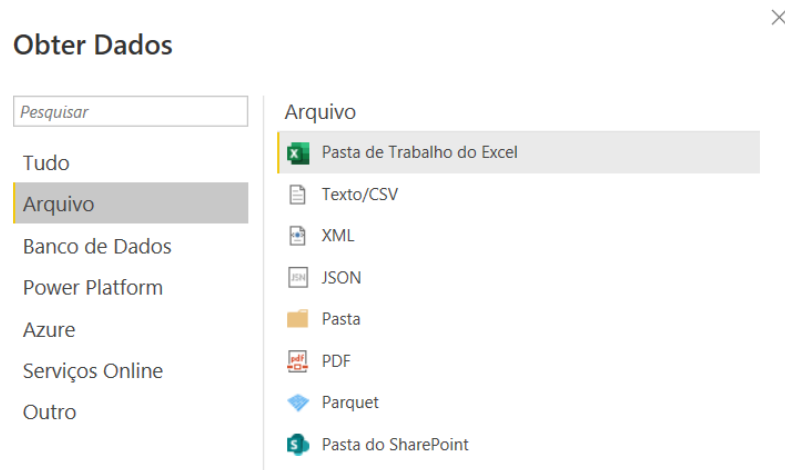 Obter Dados
Pesquisar
Tudo
Arquivo
Banco de Dados
Power Platform
Azure
Serviços Online
Outro
Arquivo
Pasta de Trabalho do Excel
Texto/CSV
XML
JSON
Pasta
PDF
Parquet
Pasta do SharePoint